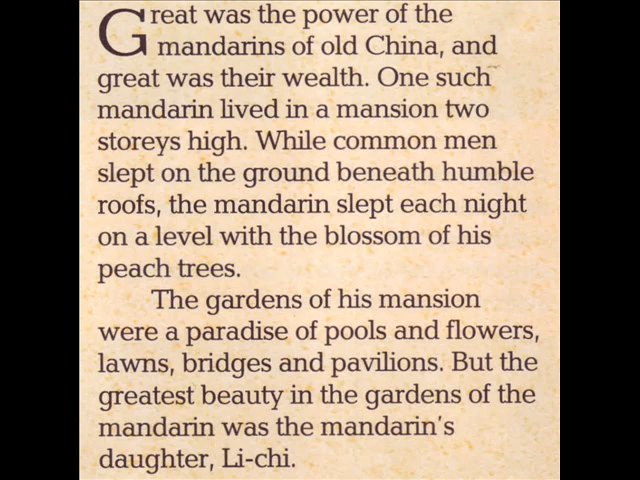 Great was the power of the
mandarins of old China, and
great was their wealth. One such
mandarin lived in a mansion two
storeys high. While common men
slept on the ground beneath humble
roofs, the mandarin slept each night
on a level with the blossom of his
peach trees.
The gardens of his mansion
were a paradise of pools and flowers,
lawns, bridges and pavilions. But the
greatest beauty in the gardens of the
mandarin was the mandarin's
daughter, Li-chi.